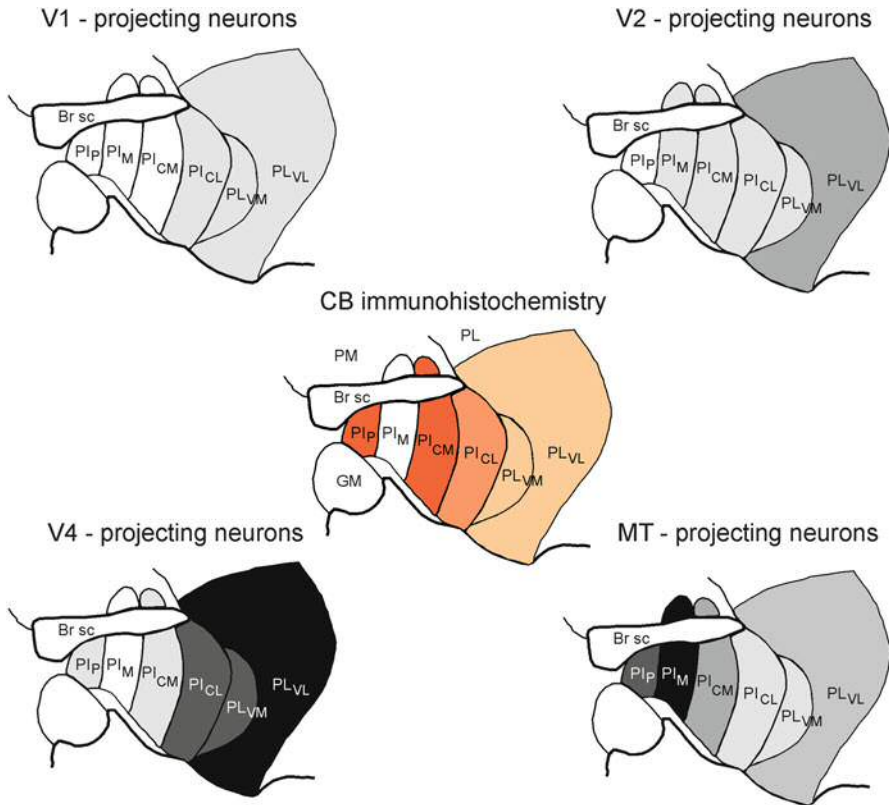 V1 - projecting neurons
Br sc
PIP
PIM
PICM
PICL
PLVM
PLVL
V2 - projecting neurons
Br sc
PIP
PIM
PICM
PICL
PLVM
PLVL
CB immunohistochemistry
PM
PL
Br sc
PIP
PIM
PICM
PICL
PLVM
PLVL
GM
V4 - projecting neurons
Br sc
PIP
PIM
PICM
PICL
PLVM
PLVL
MT - projecting neurons
Br sc
PIP
PIM
PICM
PICL
PLVM
PLVL